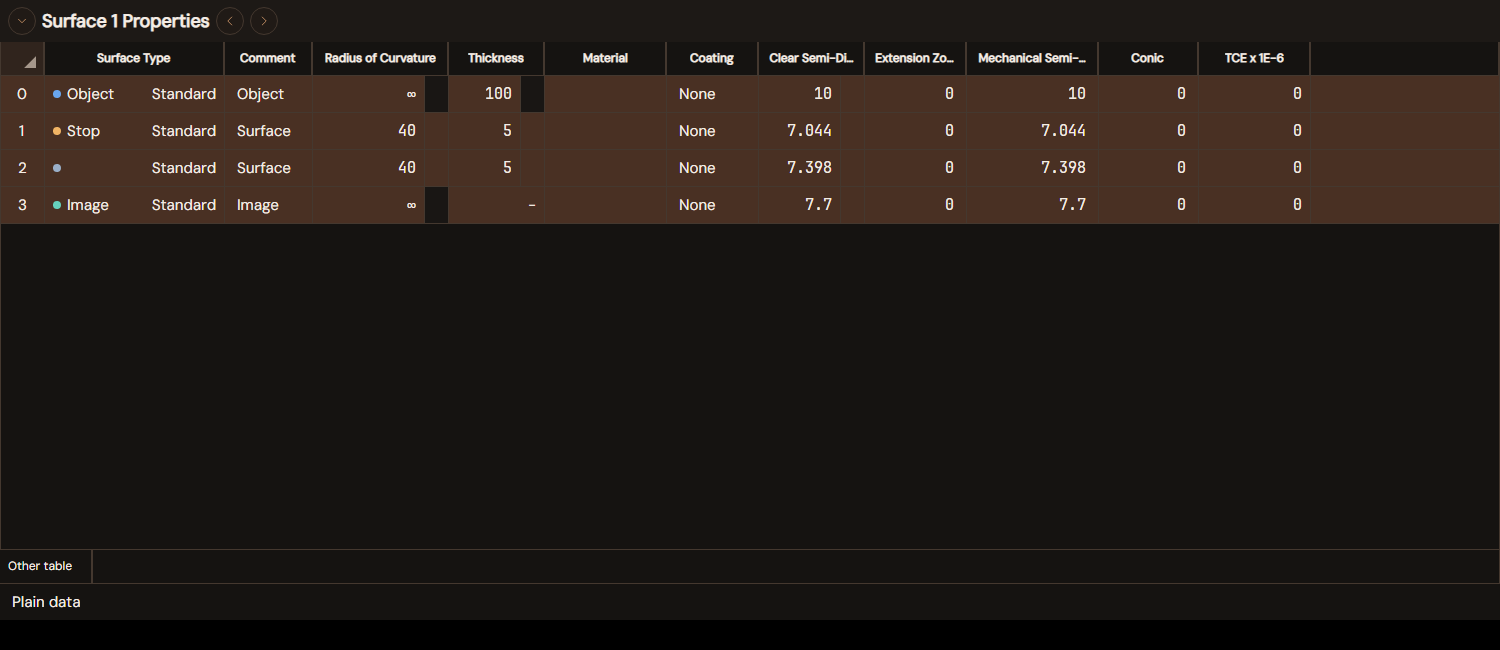 Surface 1 Properties
Surface Type Comment Radius of Curvature Thickness Material Coating Clear Semi-Di... Extension Zo... Mechanical Semi-... Conic TCE x 1E-6
0 Object Standard Object ∞ 100 None 10 0 10 0 0
1 Stop Standard Surface 40 5 None 7.044 0 7.044 0 0
2 Standard Surface 40 5 None 7.398 0 7.398 0 0
3 Image Standard Image ∞ - None 7.7 0 7.7 0 0
Other table
Plain data